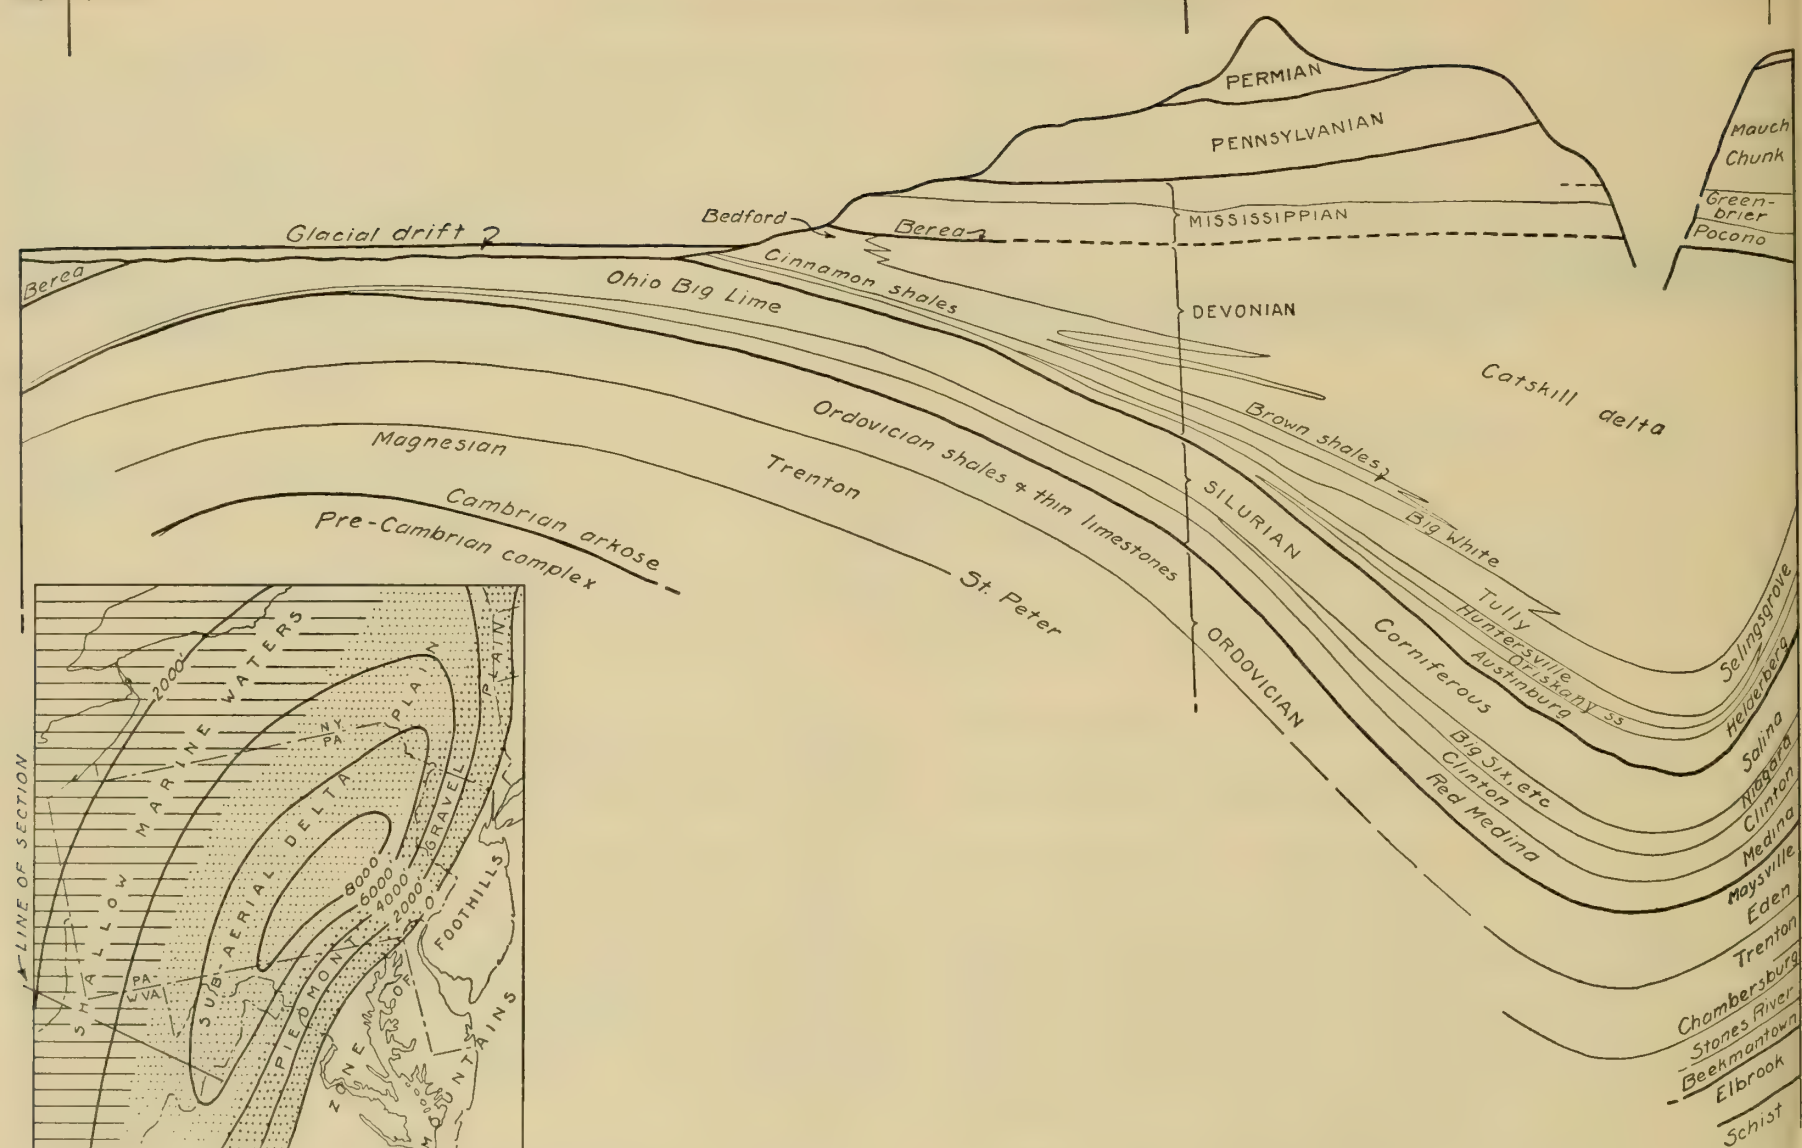 PERMIAN
PENNSYLVANIAN
MISSISSIPPIAN
DEVONIAN
SILURIAN
ORDOVICIAN
Mauch
Chunk
Green-
brier
Pocono
Glacial drift
Bedford
Berea
Berea
Cinnamon shales
Ohio Big Lime
Catskill delta
Brown shales
Big White
Tully
Huntersville
Oriskany ss
Austinburg
Corniferous
Big Six, etc
Clinton
Red Medina
Ordovician shales & thin limestones
Trenton
Magnesian
St. Peter
Cambrian arkose
Pre-Cambrian complex
Selingsgrove
Helderberg
Salina
Niagara
Clinton
Medina
Maysville
Eden
Trenton
Chambersburg
Stones River
Beekmantown
Elbrook
Schist
LINE OF SECTION
SHALLOW MARINE WATERS
2000'
NY
PA
SUB-AERIAL DELTA PLAIN
PIEDMONT GRAVEL PLAIN
8000
6000
4000
2000
0
PA-
W VA
FOOTHILLS
ZONE OF MOUNTAINS